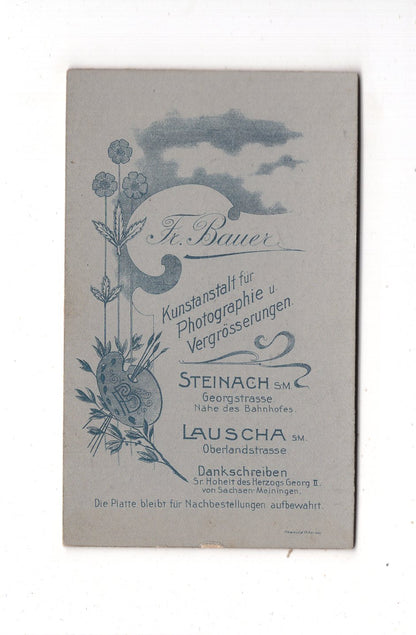 Fr. Bauer
Kunstanstalt für
Photographie u.
Vergrösserungen.
STEINACH S/M.
Georgstrasse
Nähe des Bahnhofes.
LAUSCHA S/M.
Oberlandstrasse
Dankschreiben
Sr. Hoheit des Herzogs Georg II.
von Sachsen-Meiningen.
Die Platte bleibt für Nachbestellungen aufbewahrt.